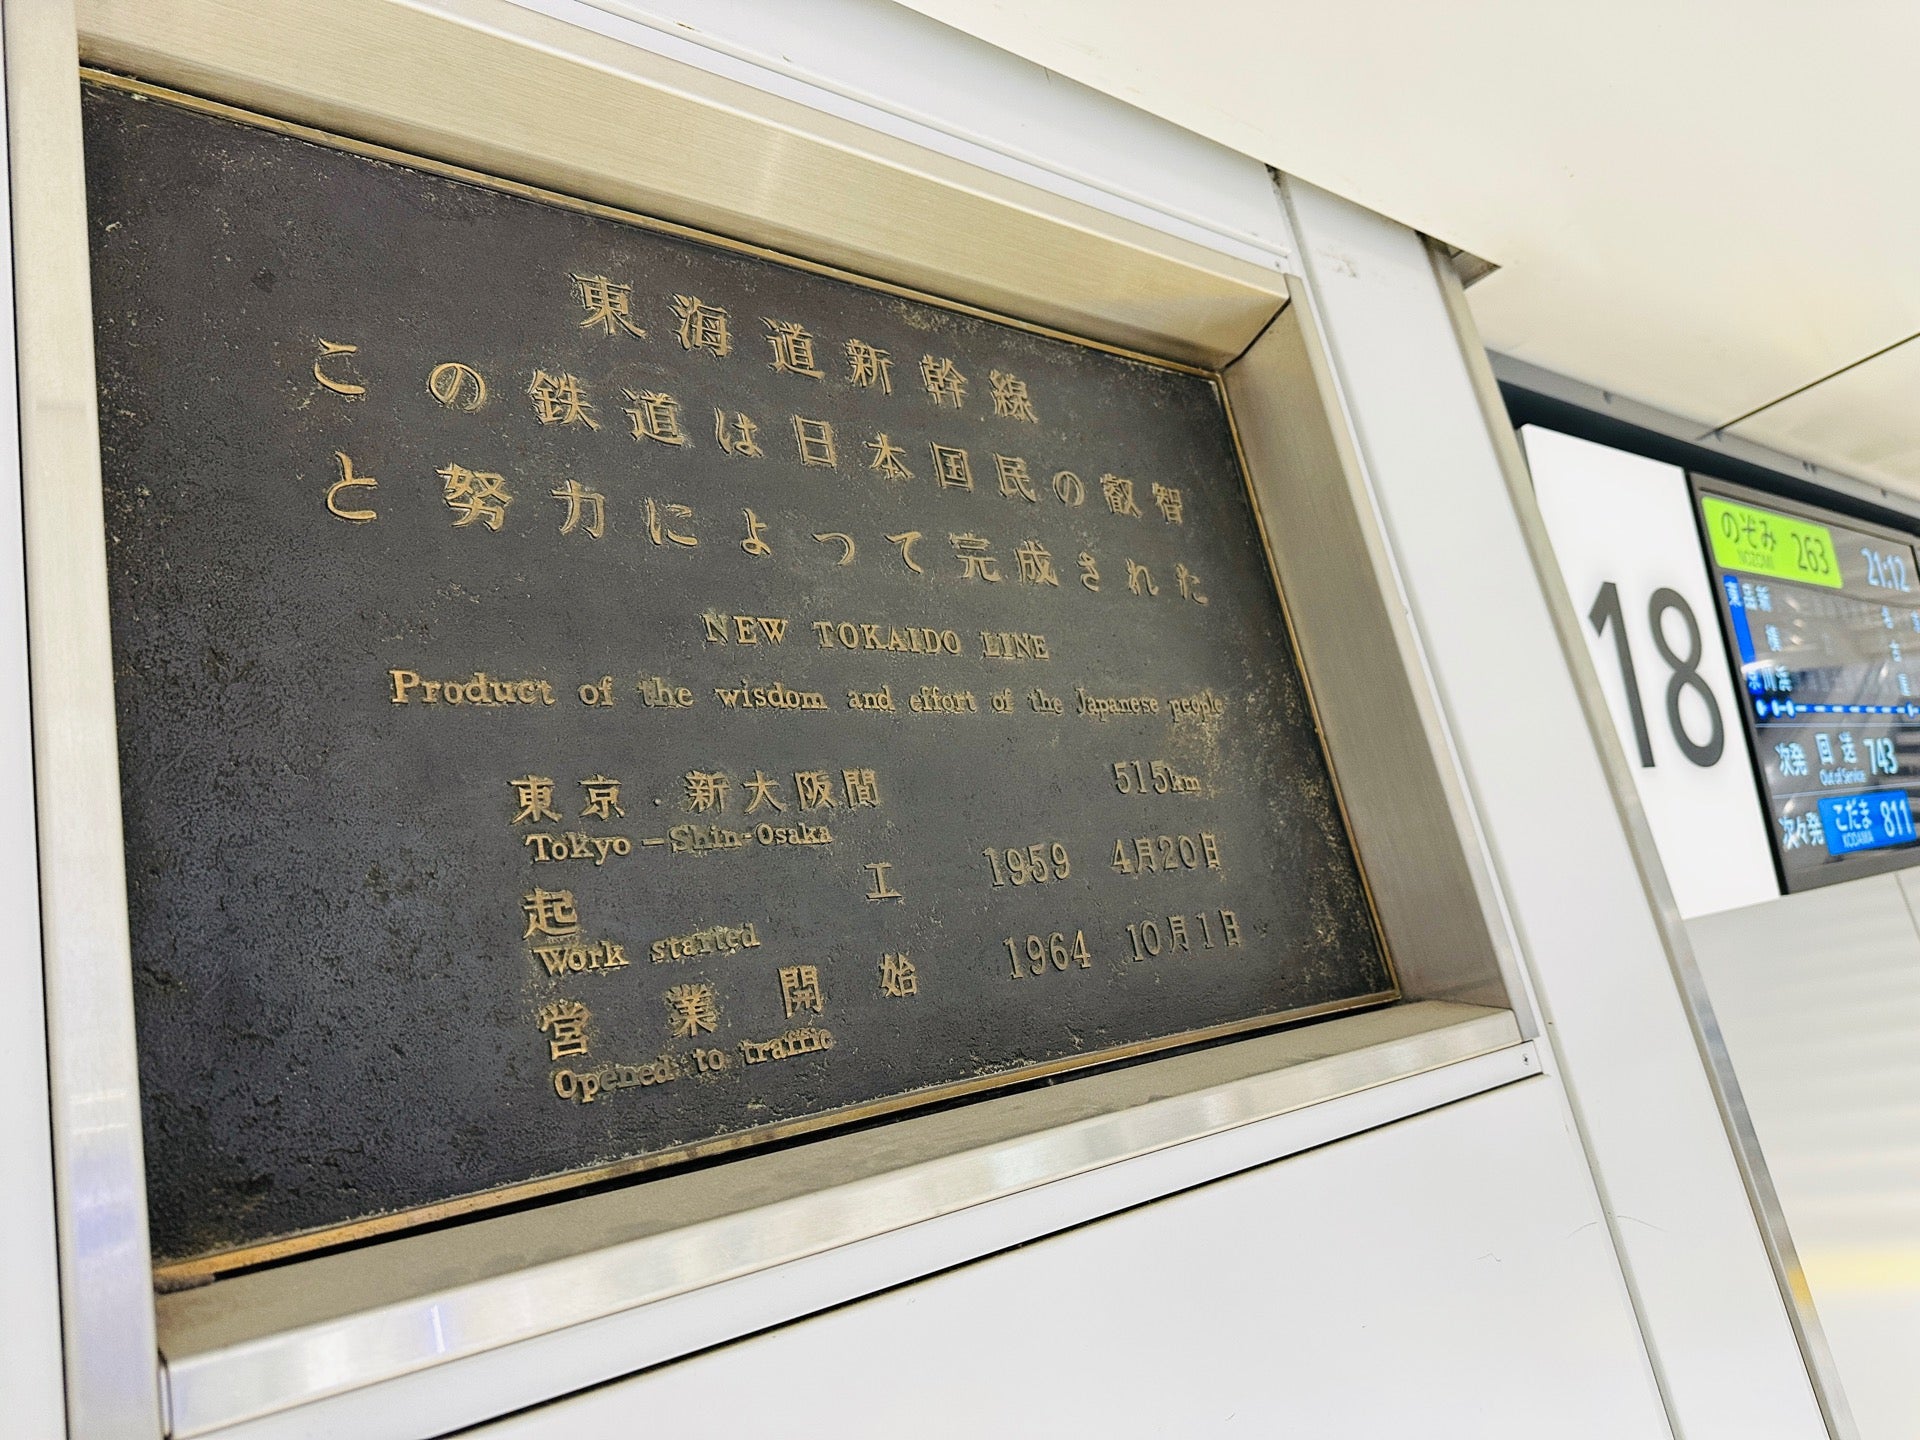 東海道新幹線
この鉄道は日本国民の叡智
と努力によって完成された
NEW TOKAIDO LINE
Product of the wisdom and effort of the Japanese people
東京・新大阪間 515km
Tokyo-Shin-Osaka
起工 1959 4月20日
Work started
営業開始 1964 10月1日
Opened to traffic
18
のぞみ 263 21:12
NOZOMI
次発 回送 743
Out of Service
次々発 こだま 811
KODAMA